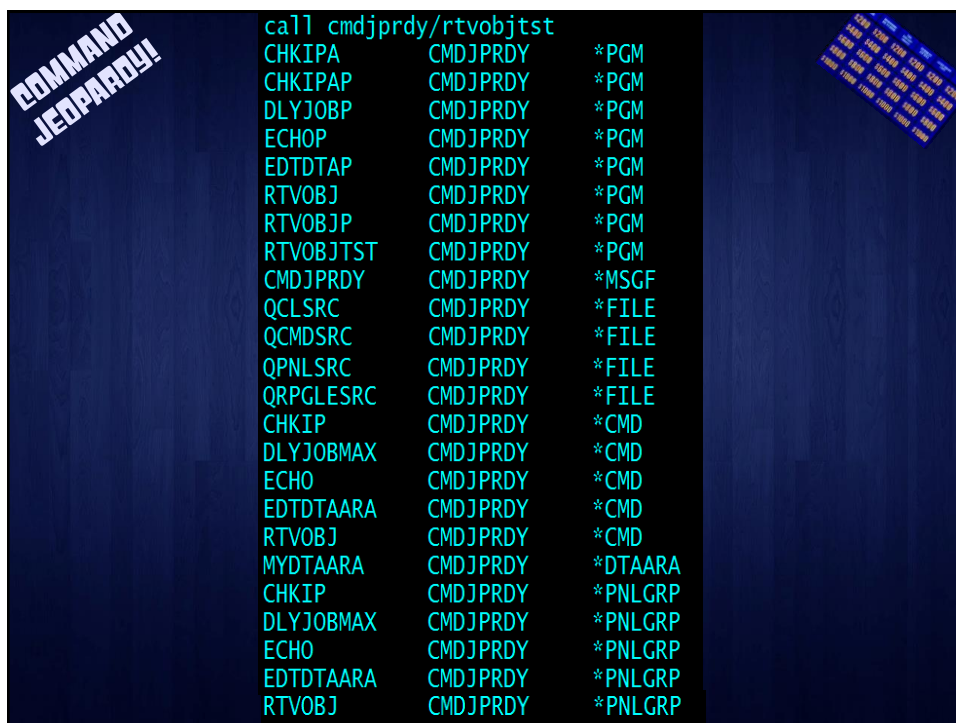 COMMAND
JEOPARDY!
call cmdjprdy/rtvobjtst
CHKIPA CMDJPRDY *PGM
CHKIPAP CMDJPRDY *PGM
DLYJOBP CMDJPRDY *PGM
ECHOP CMDJPRDY *PGM
EDTDTAP CMDJPRDY *PGM
RTVOBJ CMDJPRDY *PGM
RTVOBJP CMDJPRDY *PGM
RTVOBJTST CMDJPRDY *PGM
CMDJPRDY CMDJPRDY *MSGF
QCLSRC CMDJPRDY *FILE
QCMDSRC CMDJPRDY *FILE
QPNLSRC CMDJPRDY *FILE
QRPGLESRC CMDJPRDY *FILE
CHKIP CMDJPRDY *CMD
DLYJOBMAX CMDJPRDY *CMD
ECHO CMDJPRDY *CMD
EDTDTAARA CMDJPRDY *CMD
RTVOBJ CMDJPRDY *CMD
MYDTAARA CMDJPRDY *DTAARA
CHKIP CMDJPRDY *PNLGRP
DLYJOBMAX CMDJPRDY *PNLGRP
ECHO CMDJPRDY *PNLGRP
EDTDTAARA CMDJPRDY *PNLGRP
RTVOBJ CMDJPRDY *PNLGRP